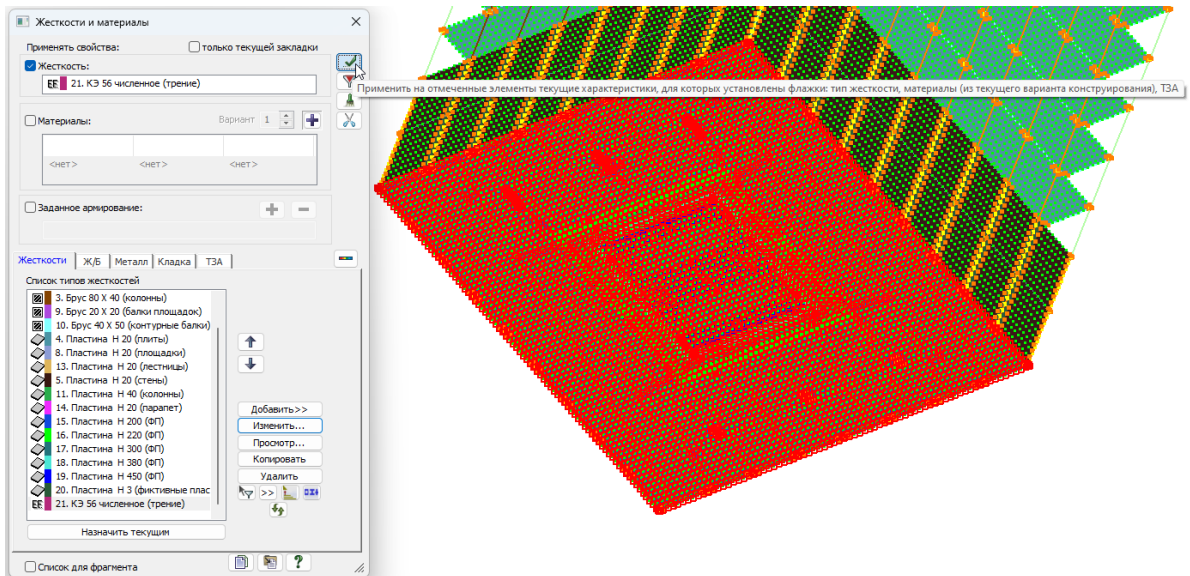 Жесткости и материалы
Применять свойства:
только текущей закладки
Жесткость:
21. КЭ 56 численное (трение)
Применить на отмеченные элементы текущие характеристики, для которых установлены флажки: тип жесткости, материалы (из текущего варианта конструирования), ТЗА
Материалы:
Вариант 1
<нет> <нет> <нет>
Заданное армирование:
Жесткости Ж/Б Металл Кладка ТЗА
Список типов жесткостей
3. Брус 80 X 40 (колонны)
9. Брус 20 X 20 (балки площадок)
10. Брус 40 X 50 (контурные балки)
4. Пластина H 20 (плиты)
8. Пластина H 20 (площадки)
13. Пластина H 20 (лестницы)
5. Пластина H 20 (стены)
11. Пластина H 40 (колонны)
14. Пластина H 20 (парапет)
15. Пластина H 200 (ФП)
16. Пластина H 220 (ФП)
17. Пластина H 300 (ФП)
18. Пластина H 380 (ФП)
19. Пластина H 450 (ФП)
20. Пластина H 3 (фиктивные плас
21. КЭ 56 численное (трение)
Добавить>>
Изменить...
Просмотр...
Копировать
Удалить
>>
Назначить текущим
Список для фрагмента
?